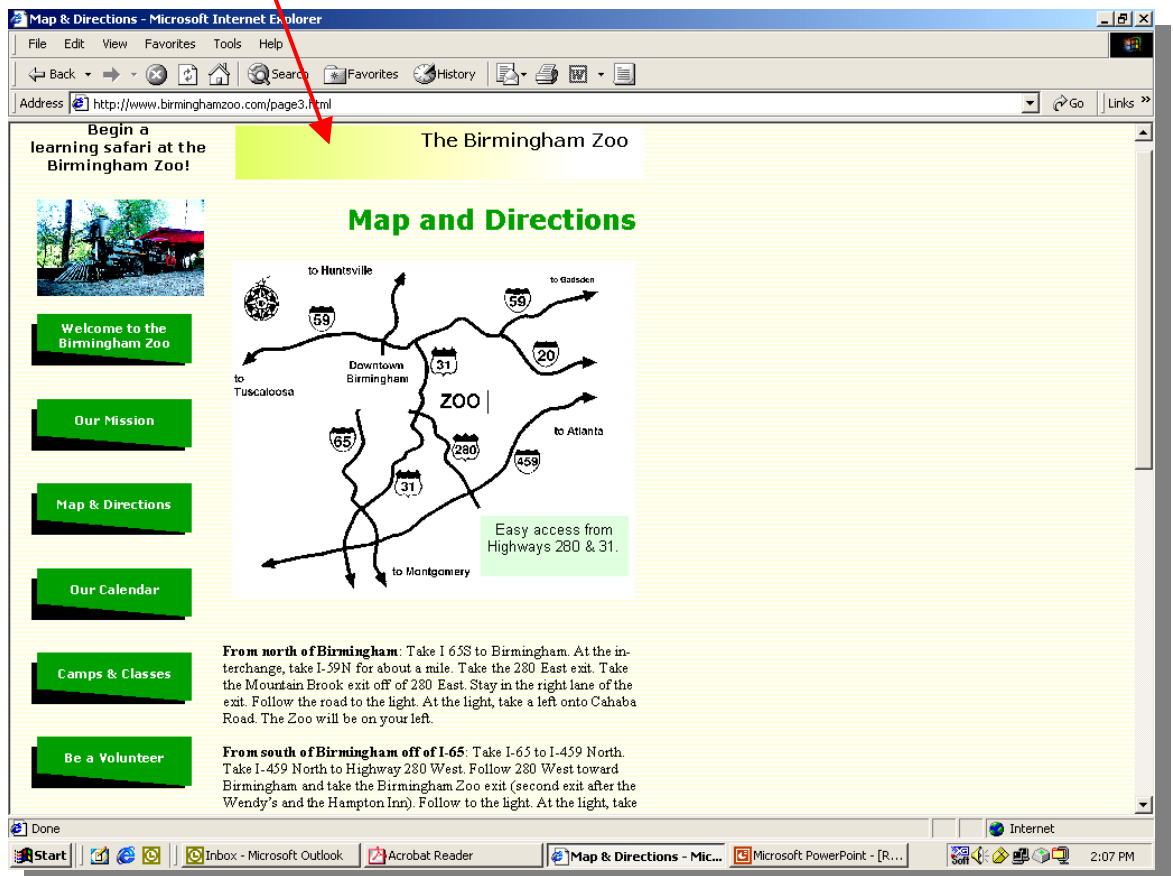 Map & Directions - Microsoft Internet Explorer
File Edit View Favorites Tools Help
Back Search Favorites History
Address http://www.birminghamzoo.com/page3.html Go Links »
Begin a
learning safari at the
Birmingham Zoo!
Welcome to the
Birmingham Zoo
Our Mission
Map & Directions
Our Calendar
Camps & Classes
Be a Volunteer
The Birmingham Zoo
Map and Directions
to Huntsville
to Gadsden
59
59
31
20
Downtown
Birmingham
to
Tuscaloosa
ZOO
to Atlanta
65
280
459
31
Easy access from
Highways 280 & 31.
to Montgomery
From north of Birmingham: Take I 65S to Birmingham. At the in-
terchange, take I-59N for about a mile. Take the 280 East exit. Take
the Mountain Brook exit off of 280 East. Stay in the right lane of the
exit. Follow the road to the light. At the light, take a left onto Cahaba
Road. The Zoo will be on your left.
From south of Birmingham off of I-65: Take I-65 to I-459 North.
Take I-459 North to Highway 280 West. Follow 280 West toward
Birmingham and take the Birmingham Zoo exit (second exit after the
Wendy's and the Hampton Inn). Follow to the light. At the light, take
Done Internet
Start Inbox - Microsoft Outlook Acrobat Reader Map & Directions - Mic... Microsoft PowerPoint - [R... 2:07 PM